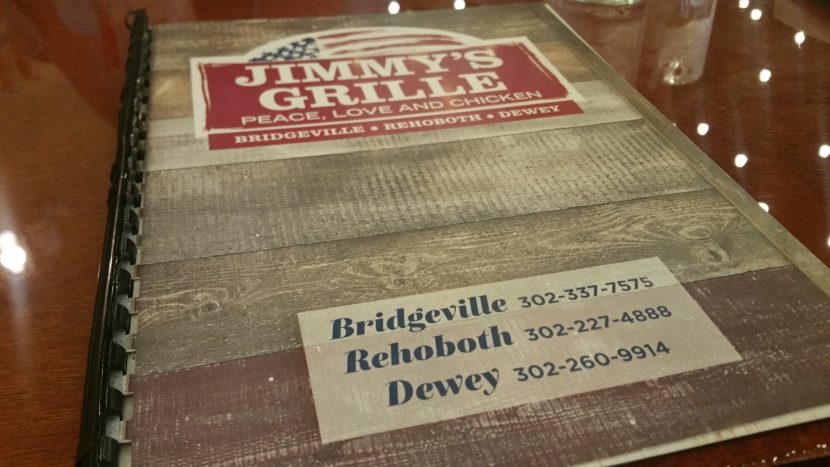 JIMMY'S
GRILLE
PEACE, LOVE AND CHICKEN
BRIDGEVILLE • REHOBOTH • DEWEY
Bridgeville 302-337-7575
Rehoboth 302-227-4888
Dewey 302-260-9914